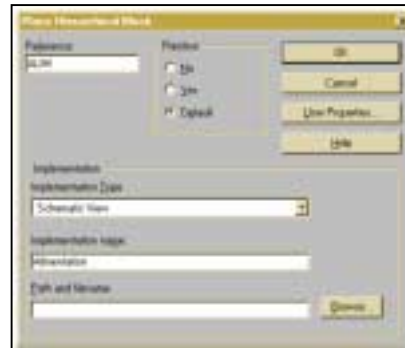 Place Hierarchical Block
Reference
Primitive
No
Yes
Default
OK
Cancel
User Properties...
Help
Implementation
Implementation Type
Schematic View
Implementation name
Path and filename
Browse...